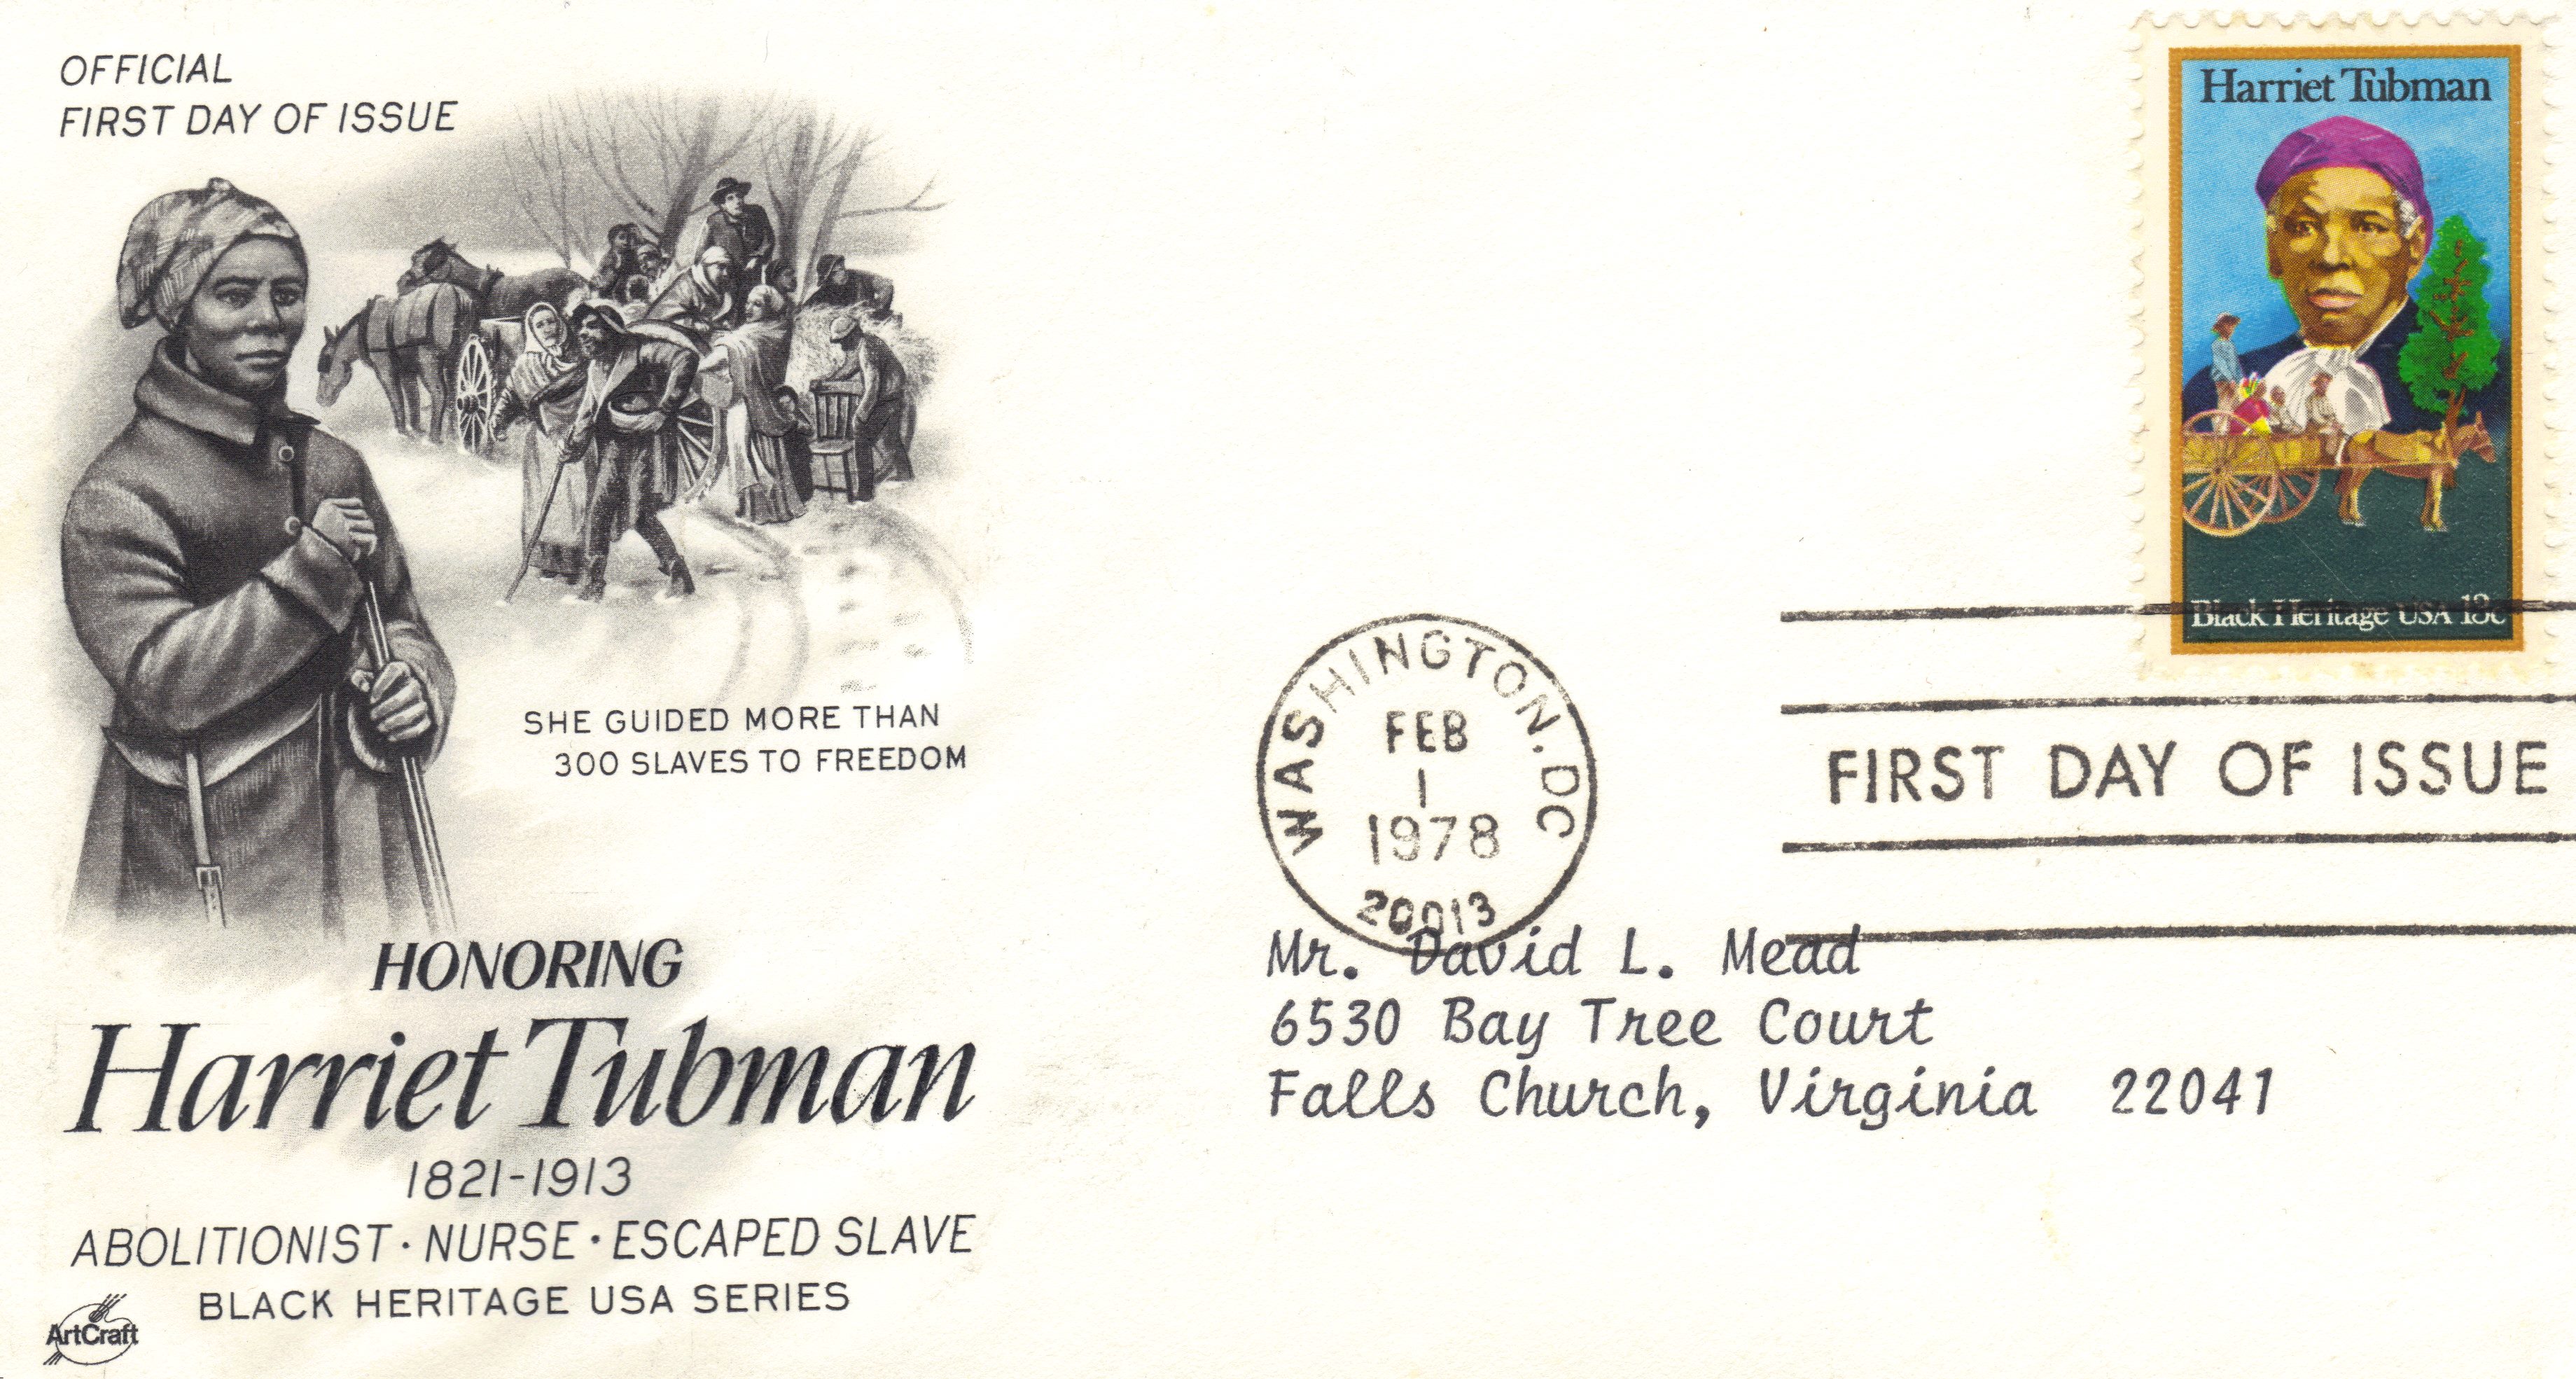 OFFICIAL
FIRST DAY OF ISSUE
SHE GUIDED MORE THAN
300 SLAVES TO FREEDOM
HONORING
Harriet Tubman
1821-1913
ABOLITIONIST · NURSE · ESCAPED SLAVE
BLACK HERITAGE USA SERIES
ArtCraft
Harriet Tubman
Black Heritage USA 13c
WASHINGTON, DC
FEB
1
1978
20013
FIRST DAY OF ISSUE
Mr. David L. Mead
6530 Bay Tree Court
Falls Church, Virginia 22041